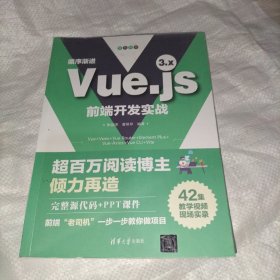 循序渐进
Vue.js 3.x
前端开发实战
超百万阅读博主
倾力再造
完整源代码+PPT课件
42集
教学视频
现场实录
前端“老司机”一步一步教你做项目
清华大学出版社